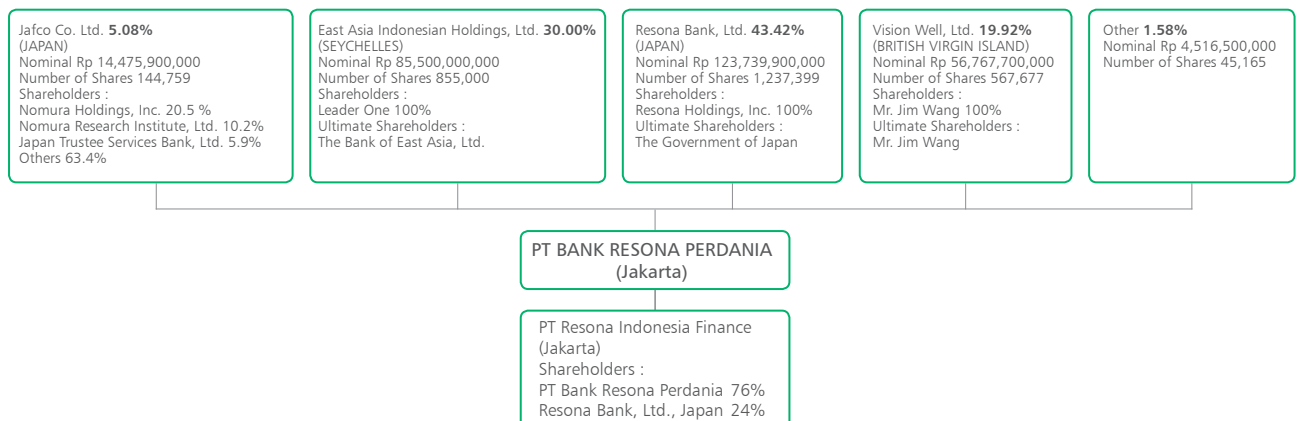 Jafco Co. Ltd. 5.08%
(JAPAN)
Nominal Rp 14,475,900,000
Number of Shares 144,759
Shareholders :
Nomura Holdings, Inc. 20.5 %
Nomura Research Institute, Ltd. 10.2%
Japan Trustee Services Bank, Ltd. 5.9%
Others 63.4%
East Asia Indonesian Holdings, Ltd. 30.00%
(SEYCHELLES)
Nominal Rp 85,500,000,000
Number of Shares 855,000
Shareholders :
Leader One 100%
Ultimate Shareholders :
The Bank of East Asia, Ltd.
Resona Bank, Ltd. 43.42%
(JAPAN)
Nominal Rp 123,739,900,000
Number of Shares 1,237,399
Shareholders :
Resona Holdings, Inc. 100%
Ultimate Shareholders :
The Government of Japan
Vision Well, Ltd. 19.92%
(BRITISH VIRGIN ISLAND)
Nominal Rp 56,767,700,000
Number of Shares 567,677
Shareholders :
Mr. Jim Wang 100%
Ultimate Shareholders :
Mr. Jim Wang
Other 1.58%
Nominal Rp 4,516,500,000
Number of Shares 45,165
PT BANK RESONA PERDANIA
(Jakarta)
PT Resona Indonesia Finance
(Jakarta)
Shareholders :
PT Bank Resona Perdania 76%
Resona Bank, Ltd., Japan 24%